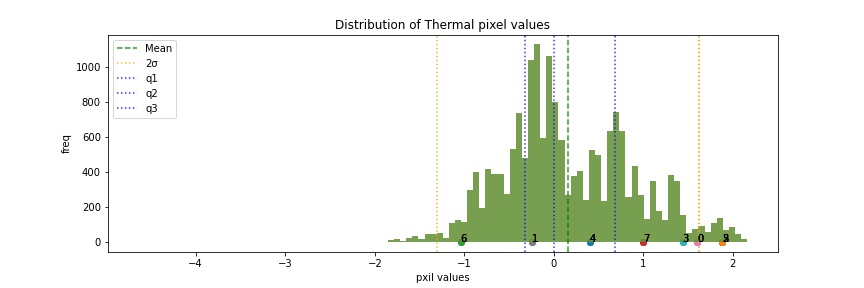 Distribution of Thermal pixel values
Mean
2σ
q1
q2
q3
freq
1000
800
600
400
200
0
6 1 4 7 3 0
−4 −3 −2 −1 0 1 2
pxil values